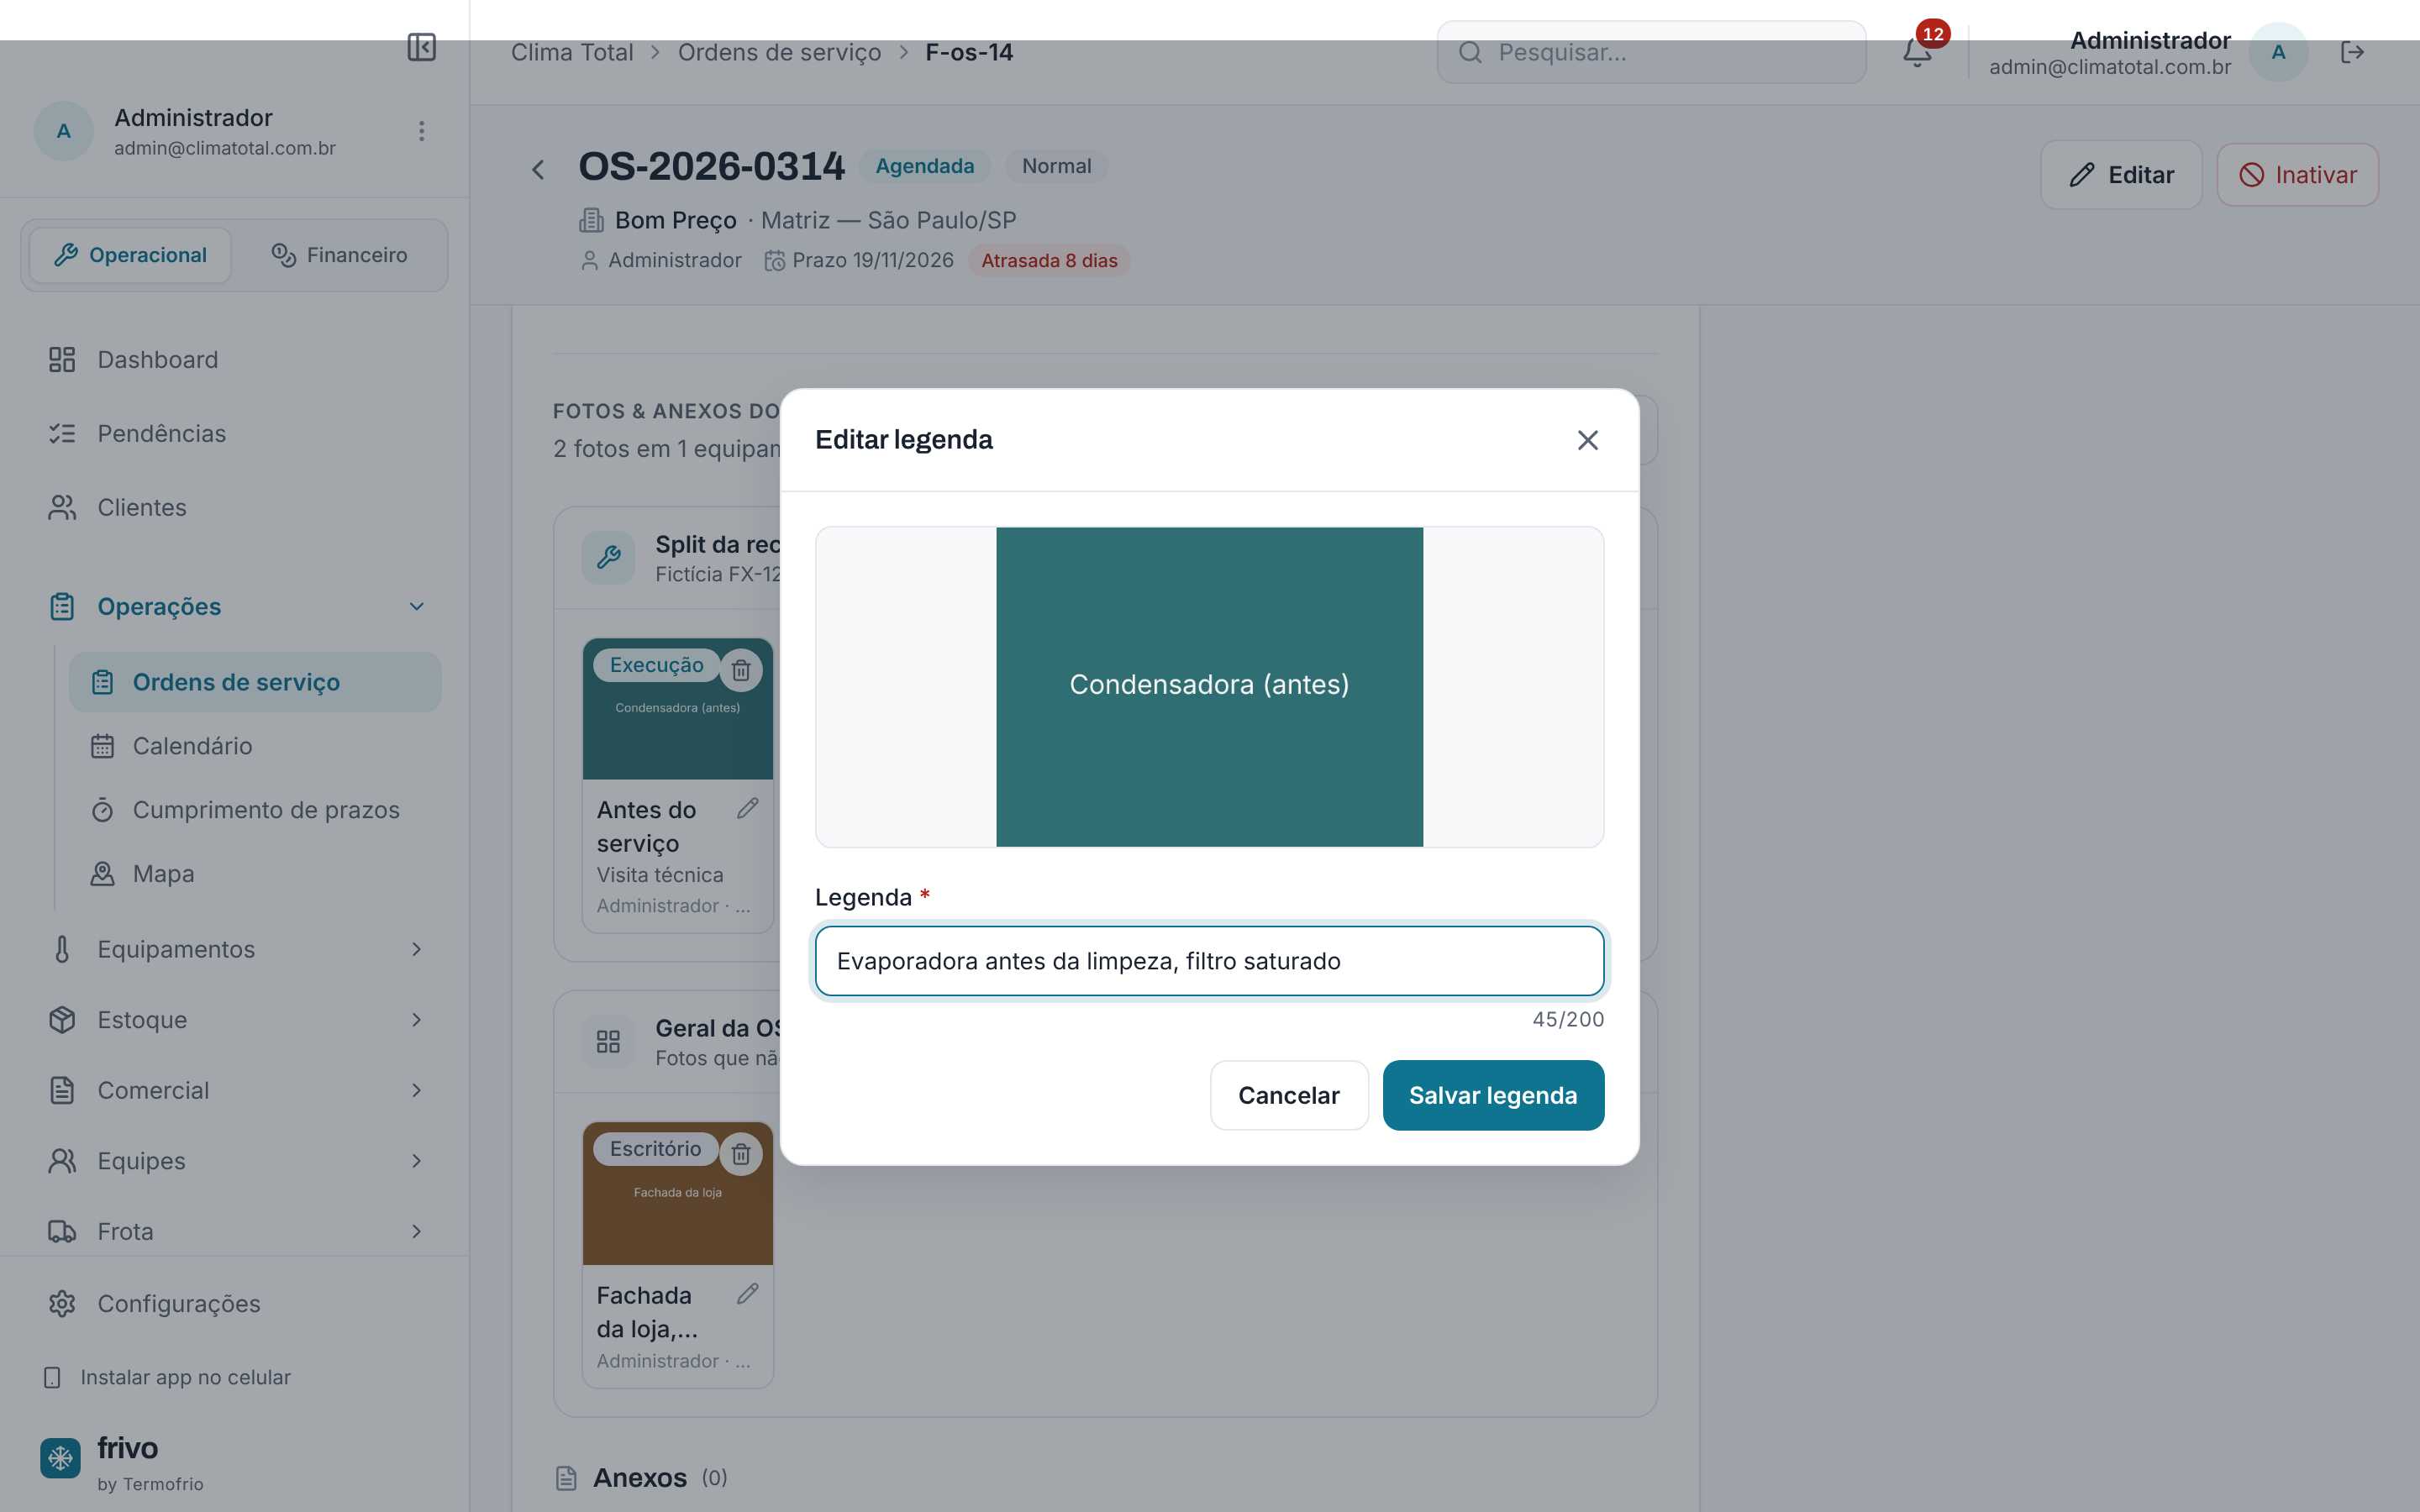 Clima Total > Ordens de serviço > F-os-14
Pesquisar...
12
Administrador
admin@climatotal.com.br
A
A
Administrador
admin@climatotal.com.br
Operacional
Financeiro
Dashboard
Pendências
Clientes
Operações
Ordens de serviço
Calendário
Cumprimento de prazos
Mapa
Equipamentos
Estoque
Comercial
Equipes
Frota
Configurações
Instalar app no celular
frivo
by Termofrio
OS-2026-0314
Agendada
Normal
Editar
Inativar
Bom Preço · Matriz — São Paulo/SP
Administrador
Prazo 19/11/2026
Atrasada 8 dias
FOTOS & ANEXOS DO
2 fotos em 1
Split da
Fictícia
Execução
Condensadora (antes)
Antes do
serviço
Visita técnica
Administrador · ...
Geral da OS
Fotos que
Escritório
Fachada da loja
Fachada
da loja,...
Administrador · ...
Anexos (0)
Editar legenda
Condensadora (antes)
Legenda *
Evaporadora antes da limpeza, filtro saturado
45/200
Cancelar
Salvar legenda